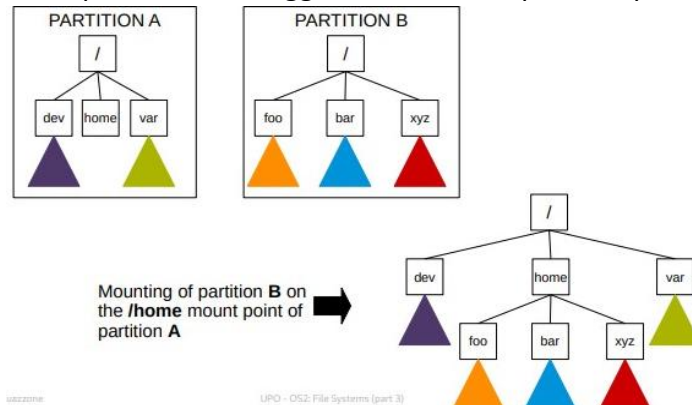 PARTITION A
/
dev home var
PARTITION B
/
foo bar xyz
Mounting of partition B on
the /home mount point of
partition A
/
dev home var
foo bar xyz
UPO - OS2: File Systems (part 3)